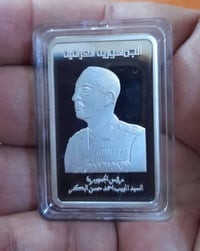 الجمهورية العراقية
رئيس الجمهورية
السيد المهيب احمد حسن البكر